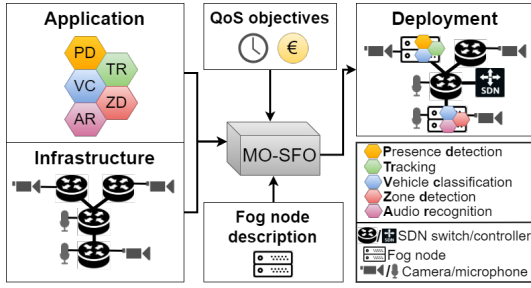 Application
PD
TR
VC
ZD
AR
Infrastructure
QoS objectives
€
MO-SFO
Fog node
description
Deployment
SDN
Presence detection
Tracking
Vehicle classification
Zone detection
Audio recognition
/ SDN switch/controller
Fog node
/ Camera/microphone